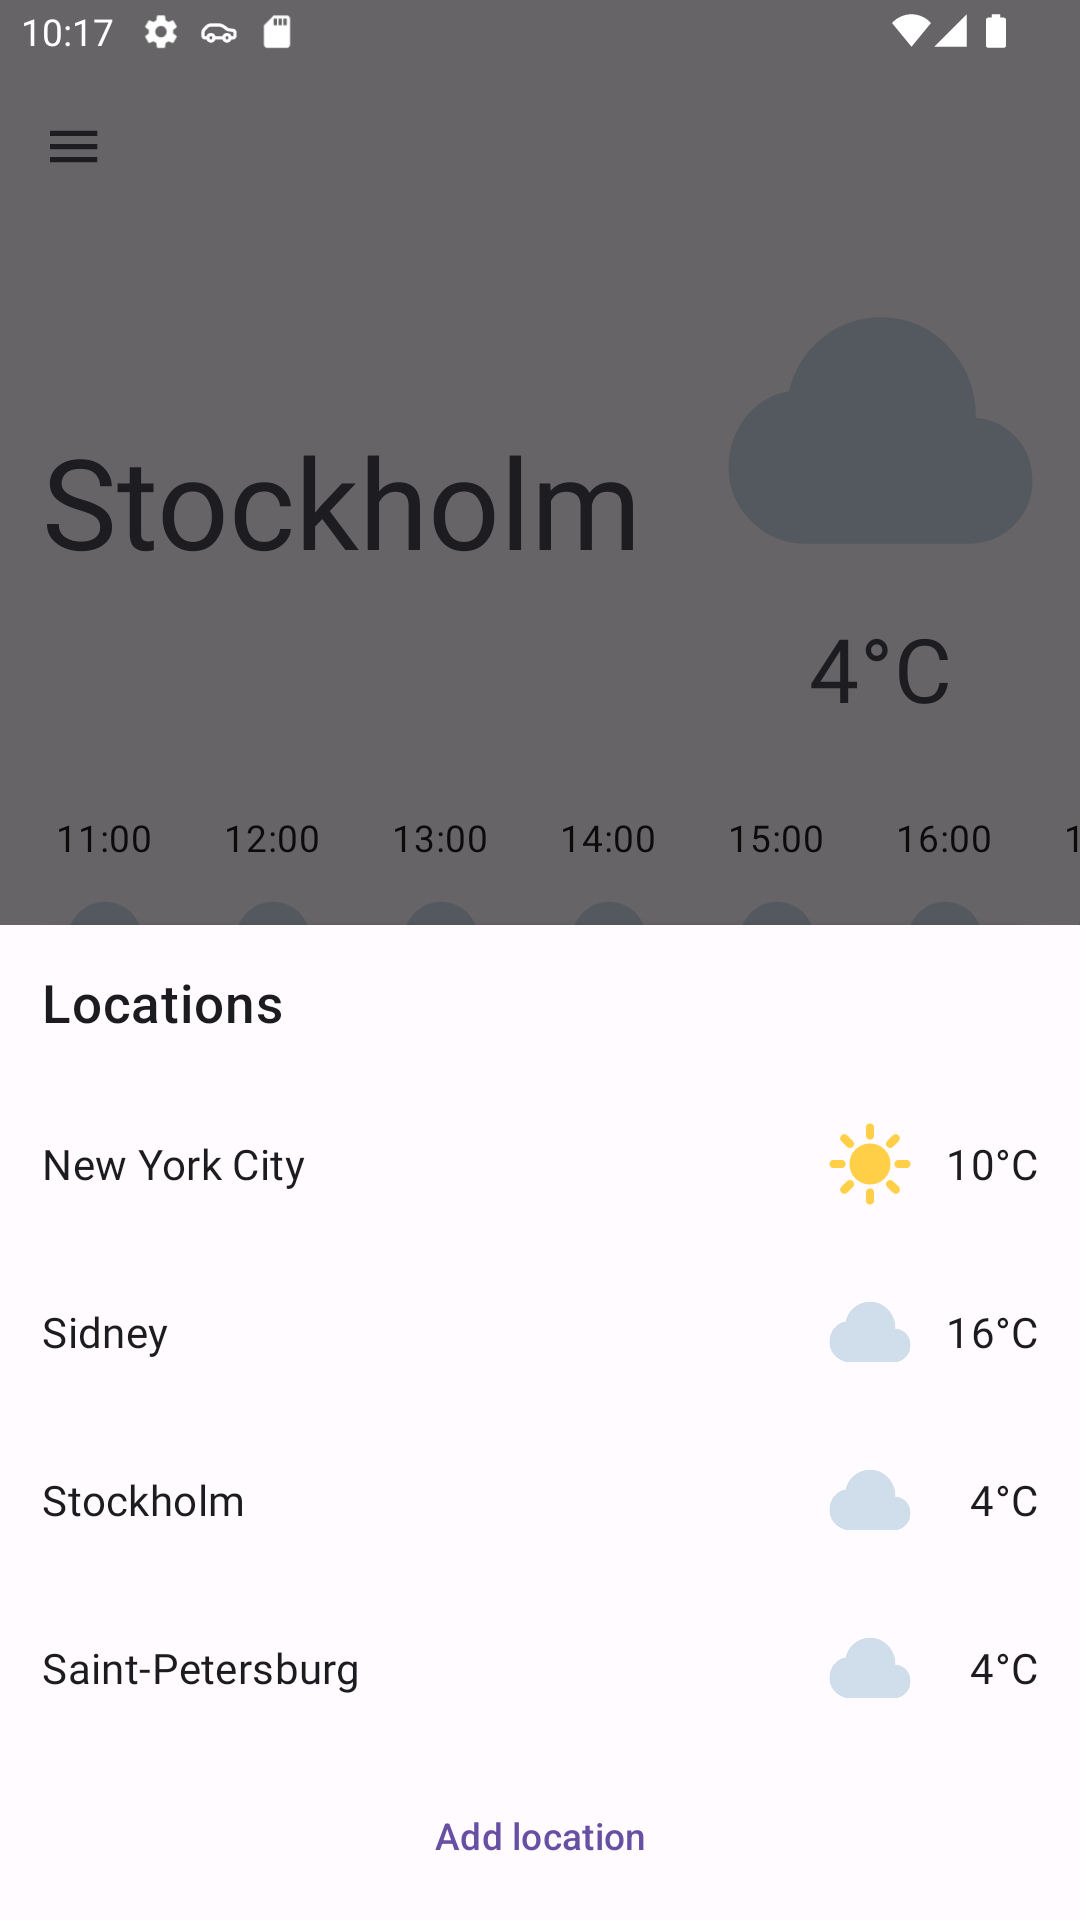 10:17
Stockholm
4°C
11:00 12:00 13:00 14:00 15:00 16:00
Locations
New York City 10°C
Sidney 16°C
Stockholm 4°C
Saint-Petersburg 4°C
Add location